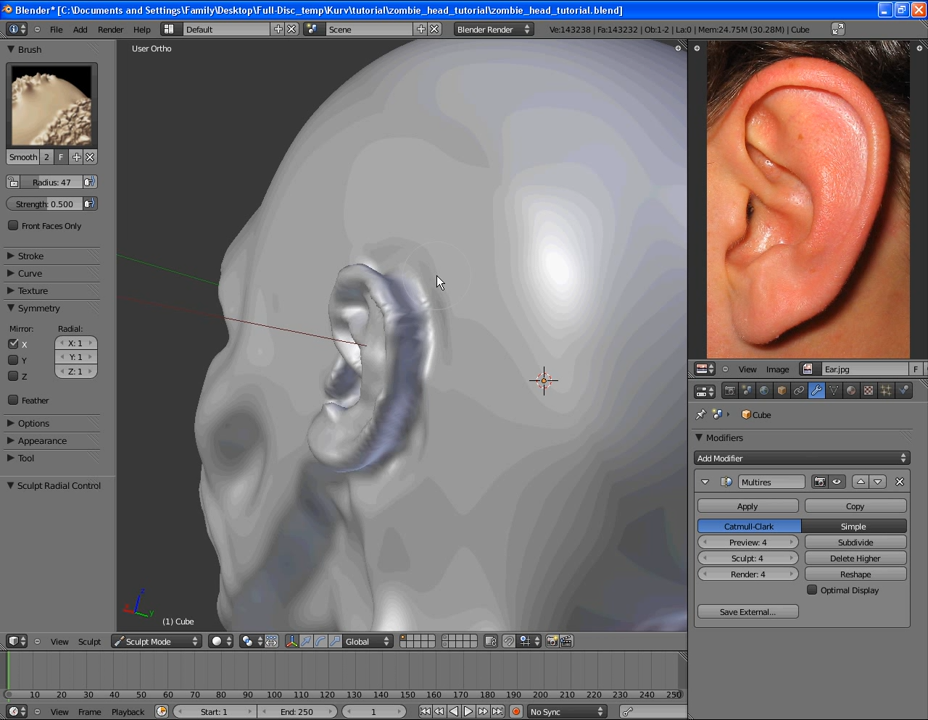 Blender* [C:\Documents and Settings\Family\Desktop\Full-Disc_temp\Kurv\tutorial\zombie_head_tutorial\zombie_head_tutorial.blend]
File Add Render Help Default Scene Blender Render Ve:143238 | Fa:143232 | Ob:1-2 | La:0 | Mem:24.75M (30.28M) | Cube
Brush
User Ortho
Smooth 2 F
Radius: 47
Strength: 0.500
Front Faces Only
Stroke
Curve
Texture
Symmetry
Mirror: Radial:
X X: 1
Y Y: 1
Z Z: 1
Feather
Options
Appearance
Tool
Sculpt Radial Control
View Image Ear.jpg F
Cube
Modifiers
Add Modifier
Multires
Apply Copy
Catmull-Clark Simple
Preview: 4 Subdivide
Sculpt: 4 Delete Higher
Render: 4 Reshape
Optimal Display
Save External...
z
x y
(1) Cube
View Sculpt Sculpt Mode Global
10 20 30 40 50 60 70 80 90 100 110 120 130 140 150 160 170 180 190 200 210 220 230 240 250
View Frame Playback Start: 1 End: 250 1 No Sync